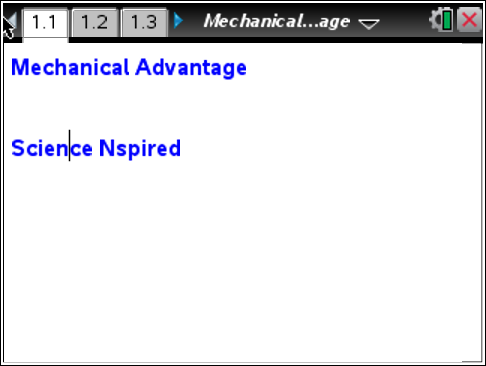 1.1 1.2 1.3 Mechanical...age
Mechanical Advantage
Science Nspired